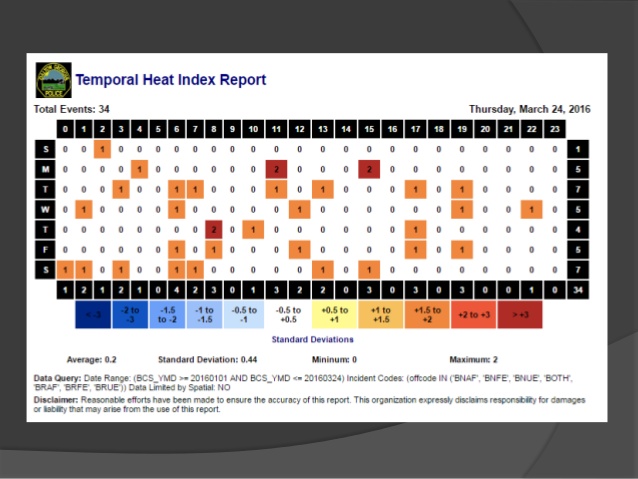 POLICE
Temporal Heat Index Report
Total Events: 34 Thursday, March 24, 2016
0 1 2 3 4 5 6 7 8 9 10 11 12 13 14 15 16 17 18 19 20 21 22 23
S 0 0 1 0 0 0 0 0 0 0 0 0 0 0 0 0 0 0 0 0 0 0 0 0 1
M 0 0 0 0 1 0 0 0 0 0 0 2 0 0 0 2 0 0 0 0 0 0 0 0 5
T 0 0 0 1 0 0 1 1 0 0 0 1 0 1 0 0 0 1 0 1 0 0 0 0 7
W 0 1 0 0 0 0 1 0 0 0 0 0 1 0 0 0 0 0 0 1 0 0 1 0 5
T 0 0 0 0 0 0 0 0 2 0 1 0 0 0 0 0 0 1 0 0 0 0 0 0 4
F 0 0 0 0 0 0 1 0 1 0 0 0 1 0 0 0 0 1 0 1 0 0 0 0 5
S 1 1 0 1 0 0 1 1 0 0 0 0 0 1 0 1 0 0 0 0 0 0 0 0 7
1 2 1 2 1 0 4 2 3 0 1 3 2 2 0 3 0 3 0 3 0 0 1 0 34
< -3 -2 to -1.5 -1 to -0.5 to -0.5 to +0.5 to +1 to +1.5 to +2 to +3 > +3
-3 to -2 -1.5 -1 +0.5 +1 +1.5 +2
Standard Deviations
Average: 0.2 Standard Deviation: 0.44 Mininum: 0 Maximum: 2
Data Query: Date Range: (BCS_YMD >= 20160101 AND BCS_YMD <= 20160324) Incident Codes: (offcode IN ('BNAF', 'BNFE', 'BNUE', 'BOTH',
'BRAF', 'BRFE', 'BRUE')) Data Limited by Spatial: NO
Disclaimer: Reasonable efforts have been made to ensure the accuracy of this report. This organization expressly disclaims responsibility for damages
or liability that may arise from the use of this report.